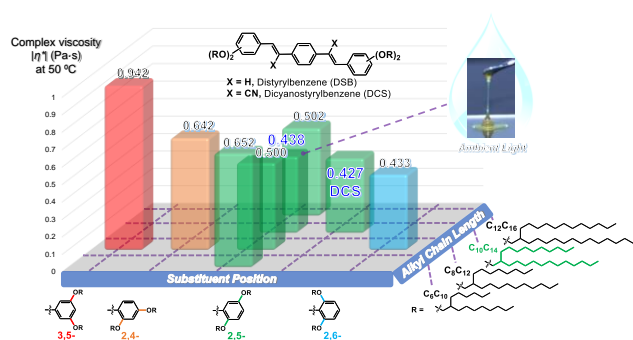 Complex viscosity
|η*| (Pa·s)
at 50 ºC
1
0.9
0.8
0.7
0.6
0.5
0.4
0.3
0.2
0.1
0
0.942
0.642
0.652
0.500
0.438
0.502
0.427
DCS
0.433
(RO)₂
X
X
(OR)₂
X = H, Distyrylbenzene (DSB)
X = CN, Dicyanostyrylbenzene (DCS)
Ambient Light
Substituent Position
Alkyl Chain Length
C₁₂C₁₆
C₁₀C₁₄
C₈C₁₂
C₆C₁₀
R =
OR
OR
3,5-
OR
OR
2,4-
OR
OR
2,5-
OR
OR
2,6-